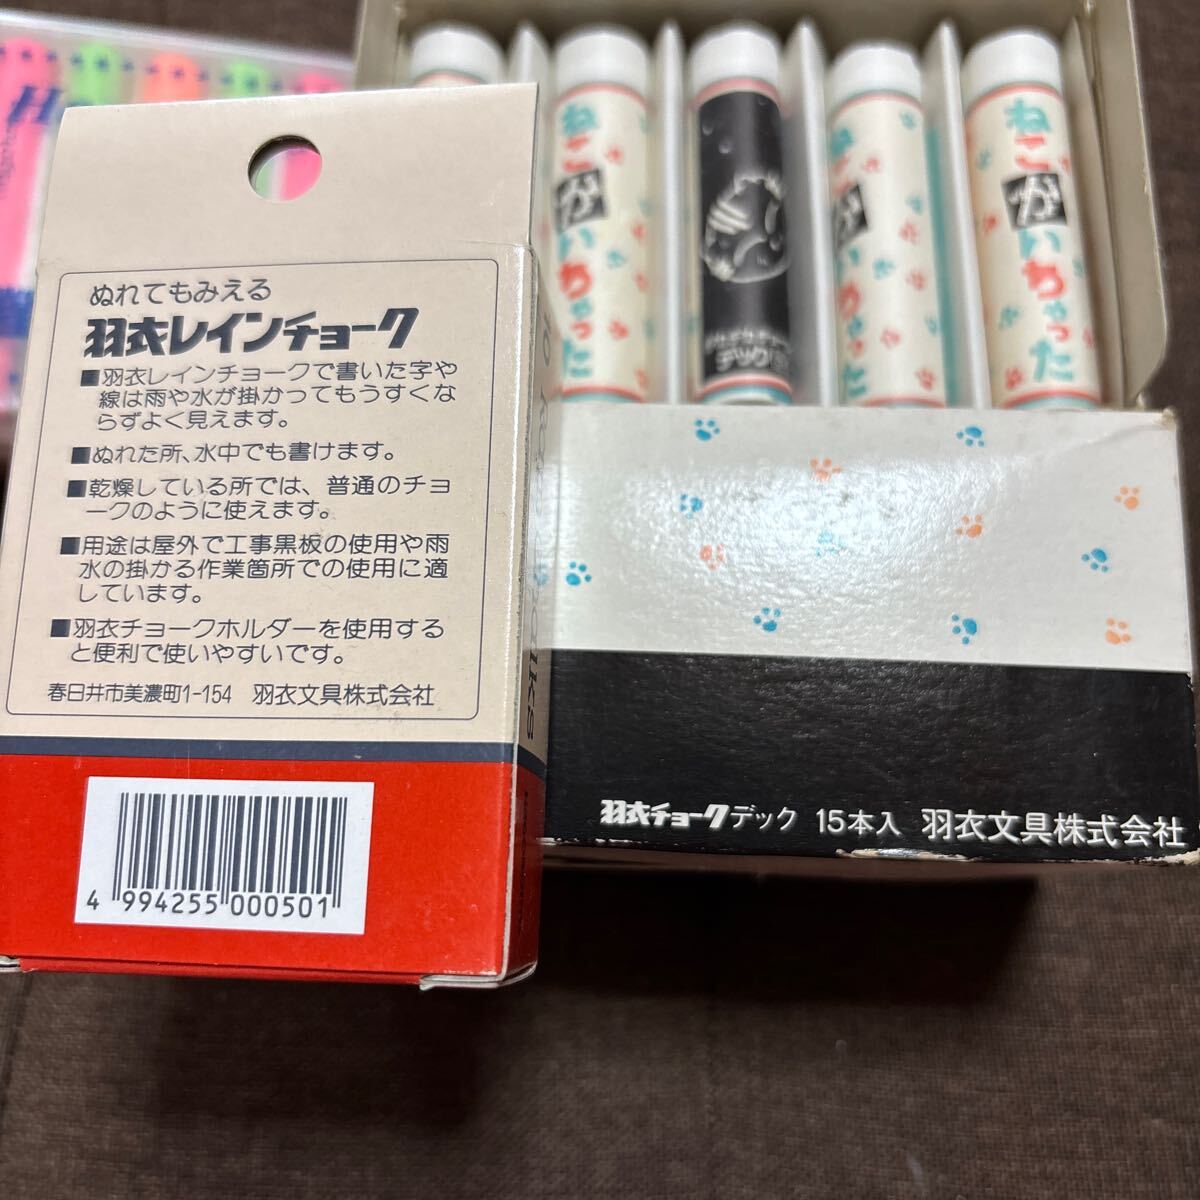 ぬれてもみえる
羽衣レインチョーク
■羽衣レインチョークで書いた字や
線は雨や水が掛かってもうすくな
らずよく見えます。
■ぬれた所、水中でも書けます。
■乾燥している所では、普通のチョ
ークのように使えます。
■用途は屋外で工事黒板の使用や雨
水の掛かる作業箇所での使用に適
しています。
■羽衣チョークホルダーを使用する
と便利で使いやすいです。
春日井市美濃町1-154 羽衣文具株式会社
4 994255 000501
ねこがいちゃった
デック
ねこがいちゃった
ねこがいちゃった
羽衣チョークデック 15本入 羽衣文具株式会社